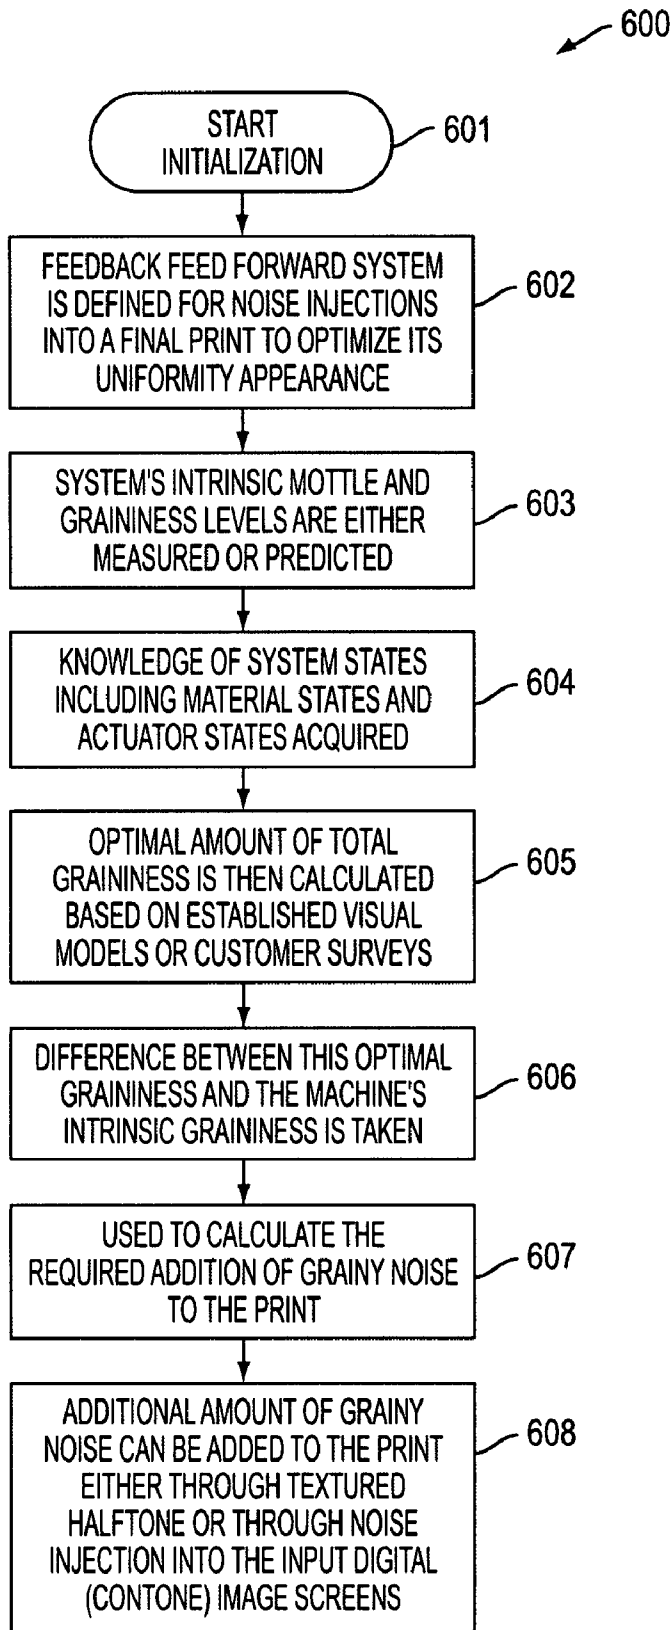 600
START
INITIALIZATION
601
FEEDBACK FEED FORWARD SYSTEM
IS DEFINED FOR NOISE INJECTIONS
INTO A FINAL PRINT TO OPTIMIZE ITS
UNIFORMITY APPEARANCE
602
SYSTEM'S INTRINSIC MOTTLE AND
GRAININESS LEVELS ARE EITHER
MEASURED OR PREDICTED
603
KNOWLEDGE OF SYSTEM STATES
INCLUDING MATERIAL STATES AND
ACTUATOR STATES ACQUIRED
604
OPTIMAL AMOUNT OF TOTAL
GRAININESS IS THEN CALCULATED
BASED ON ESTABLISHED VISUAL
MODELS OR CUSTOMER SURVEYS
605
DIFFERENCE BETWEEN THIS OPTIMAL
GRAININESS AND THE MACHINE'S
INTRINSIC GRAININESS IS TAKEN
606
USED TO CALCULATE THE
REQUIRED ADDITION OF GRAINY NOISE
TO THE PRINT
607
ADDITIONAL AMOUNT OF GRAINY
NOISE CAN BE ADDED TO THE PRINT
EITHER THROUGH TEXTURED
HALFTONE OR THROUGH NOISE
INJECTION INTO THE INPUT DIGITAL
(CONTONE) IMAGE SCREENS
608